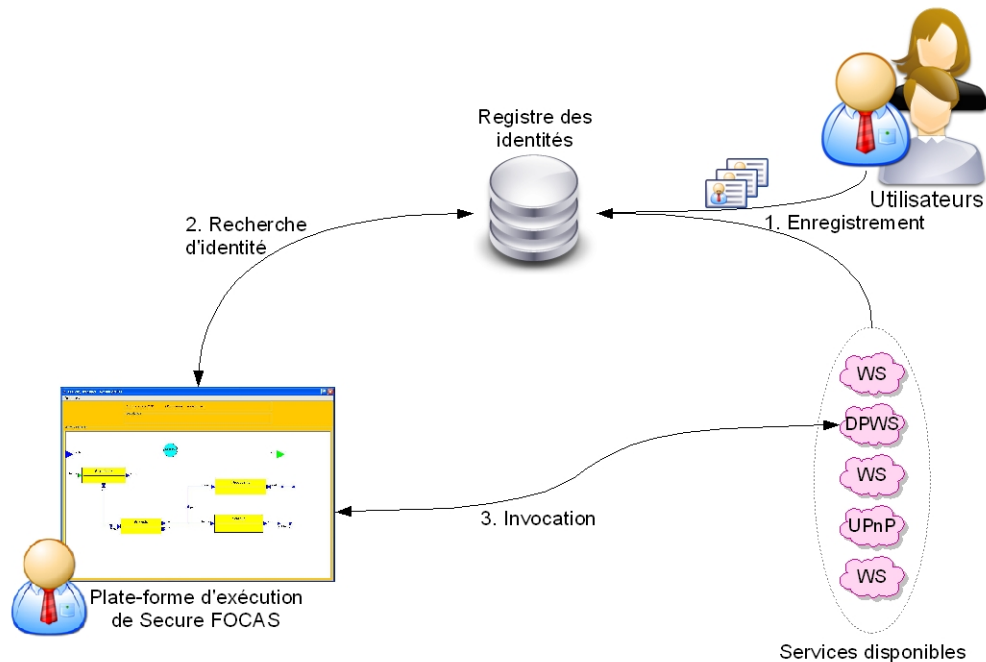 Registre des
identités
Utilisateurs
1. Enregistrement
2. Recherche
d'identité
WS
DPWS
WS
UPnP
WS
3. Invocation
Plate-forme d'exécution
de Secure FOCAS
Services disponibles